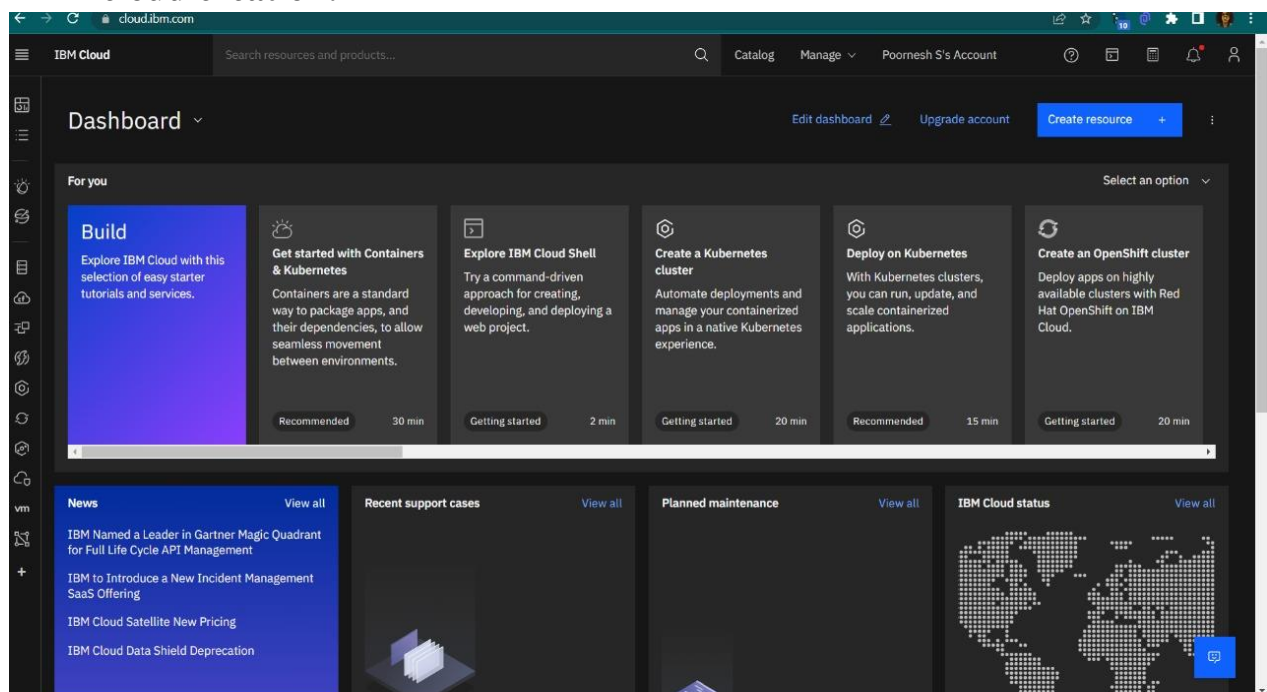 cloud.ibm.com
10
IBM Cloud
Search resources and products...
Catalog
Manage
Poornesh S's Account
Dashboard
Edit dashboard
Upgrade account
Create resource +
For you
Select an option
Build
Explore IBM Cloud with this
selection of easy starter
tutorials and services.
Get started with Containers
& Kubernetes
Containers are a standard
way to package apps, and
their dependencies, to allow
seamless movement
between environments.
Recommended
30 min
Explore IBM Cloud Shell
Try a command-driven
approach for creating,
developing, and deploying a
web project.
Getting started
2 min
Create a Kubernetes
cluster
Automate deployments and
manage your containerized
apps in a native Kubernetes
experience.
Getting started
20 min
Deploy on Kubernetes
With Kubernetes clusters,
you can run, update, and
scale containerized
applications.
Recommended
15 min
Create an OpenShift cluster
Deploy apps on highly
available clusters with Red
Hat OpenShift on IBM
Cloud.
Getting started
20 min
vm
News
View all
IBM Named a Leader in Gartner Magic Quadrant
for Full Life Cycle API Management
IBM to Introduce a New Incident Management
SaaS Offering
IBM Cloud Satellite New Pricing
IBM Cloud Data Shield Deprecation
Recent support cases
View all
Planned maintenance
View all
IBM Cloud status
View all